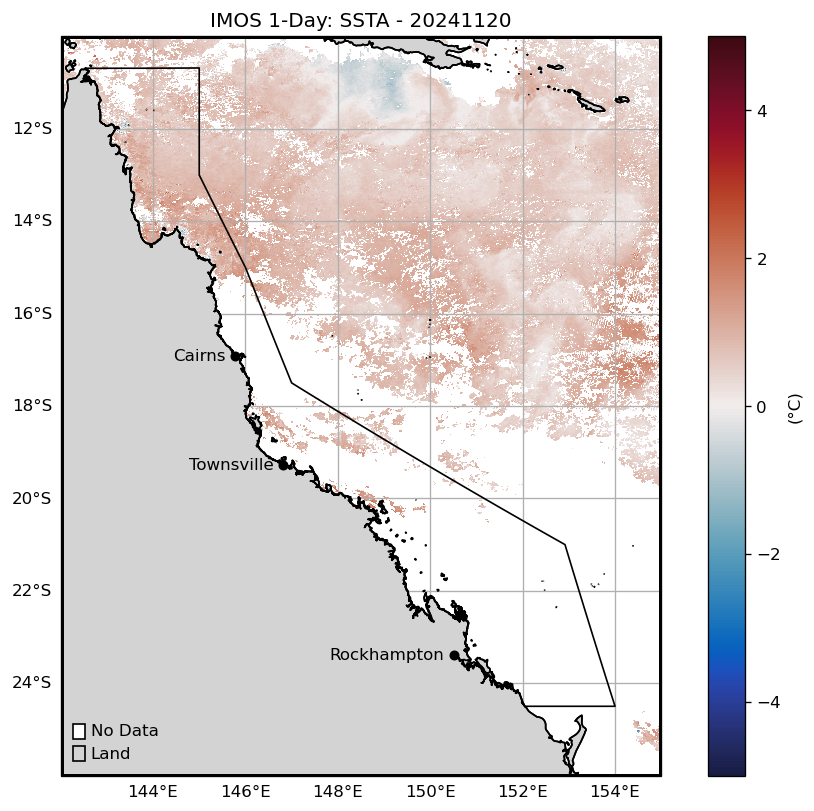 IMOS 1-Day: SSTA - 20241120
12°S
14°S
16°S
18°S
20°S
22°S
24°S
Cairns
Townsville
Rockhampton
No Data
Land
144°E
146°E
148°E
150°E
152°E
154°E
4
2
0
−2
−4
(°C)